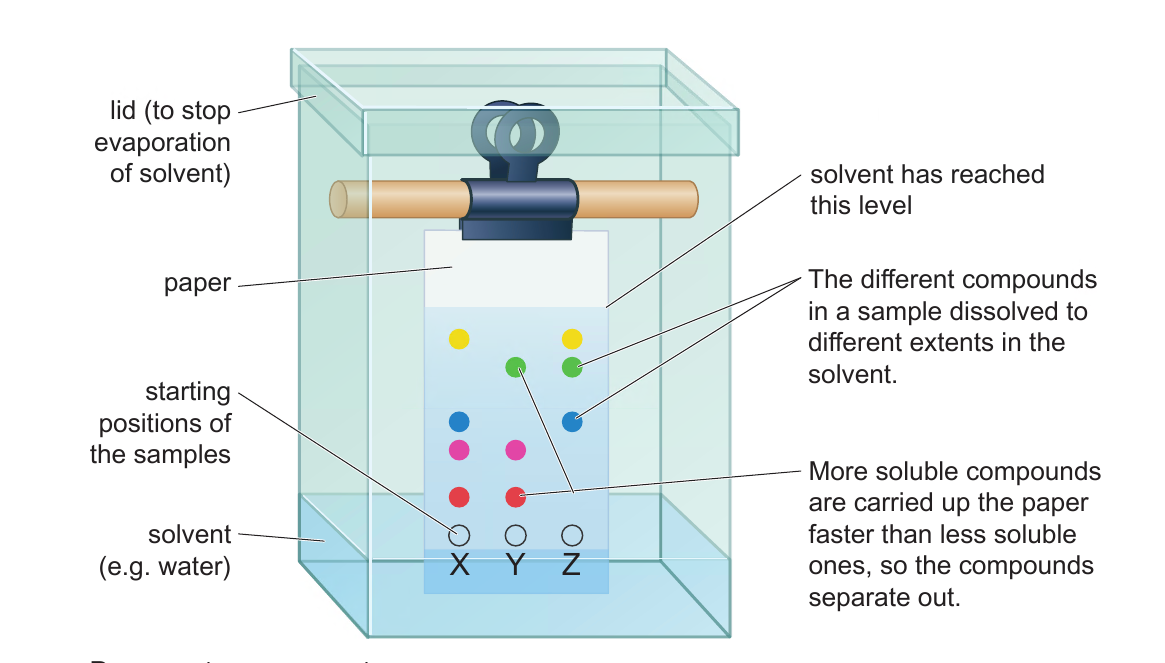 lid (to stop
evaporation
of solvent)
paper
starting
positions of
the samples
solvent
(e.g. water)
X Y Z
solvent has reached
this level
The different compounds
in a sample dissolved to
different extents in the
solvent.
More soluble compounds
are carried up the paper
faster than less soluble
ones, so the compounds
separate out.